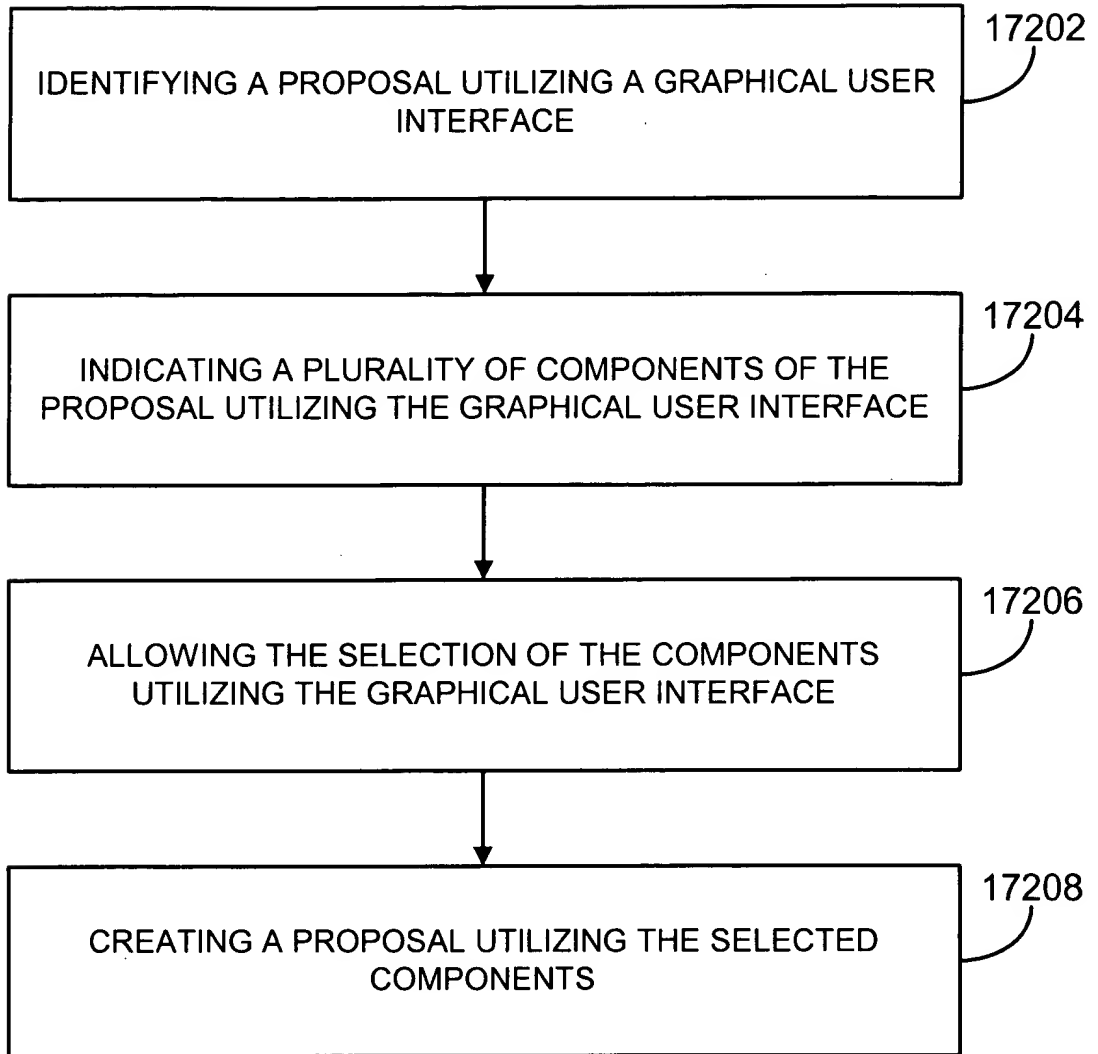 17202
IDENTIFYING A PROPOSAL UTILIZING A GRAPHICAL USER
INTERFACE
17204
INDICATING A PLURALITY OF COMPONENTS OF THE
PROPOSAL UTILIZING THE GRAPHICAL USER INTERFACE
17206
ALLOWING THE SELECTION OF THE COMPONENTS
UTILIZING THE GRAPHICAL USER INTERFACE
17208
CREATING A PROPOSAL UTILIZING THE SELECTED
COMPONENTS